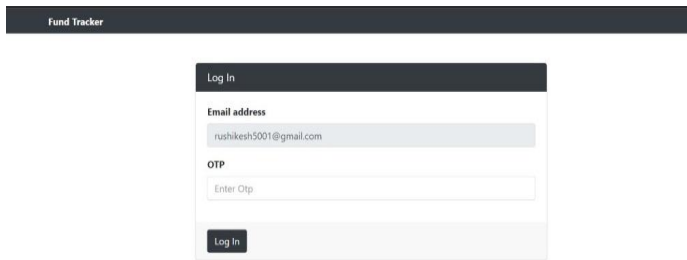 Fund Tracker
Log In
Email address
rushikesh5001@gmail.com
OTP
Enter Otp
Log In